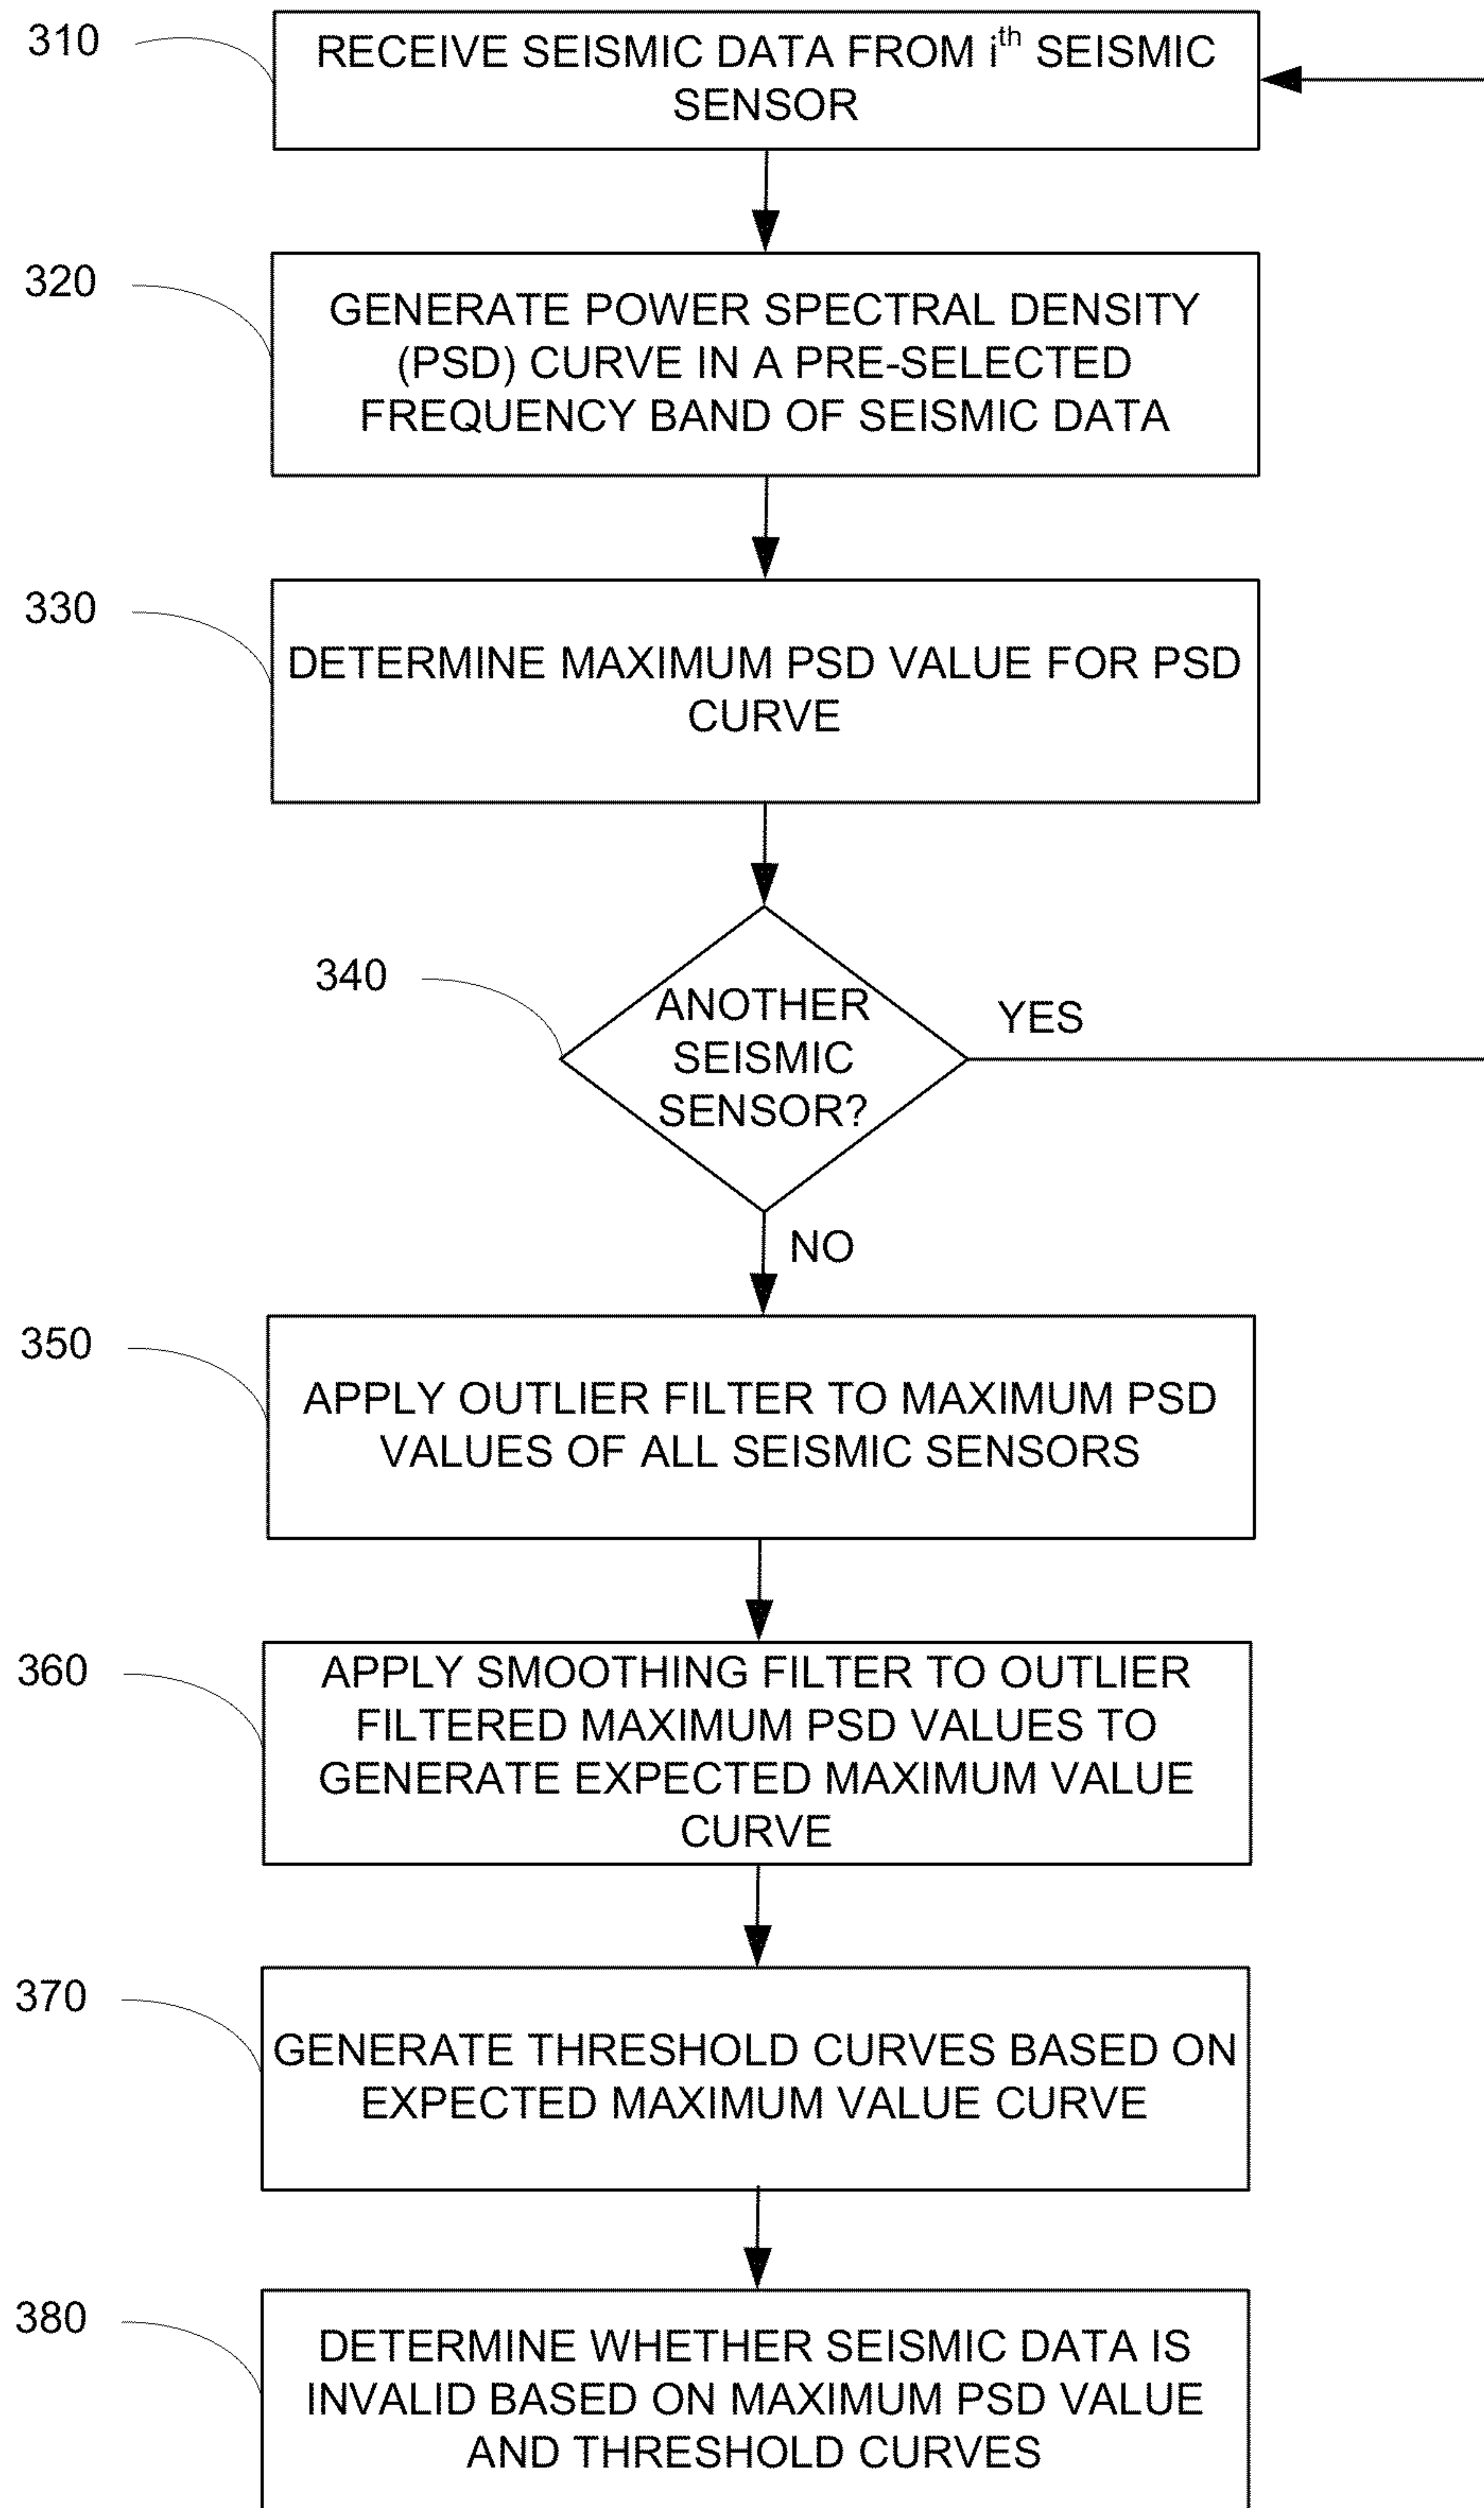 310
RECEIVE SEISMIC DATA FROM ith SEISMIC
SENSOR
320
GENERATE POWER SPECTRAL DENSITY
(PSD) CURVE IN A PRE-SELECTED
FREQUENCY BAND OF SEISMIC DATA
330
DETERMINE MAXIMUM PSD VALUE FOR PSD
CURVE
340
ANOTHER
SEISMIC
SENSOR?
YES
NO
350
APPLY OUTLIER FILTER TO MAXIMUM PSD
VALUES OF ALL SEISMIC SENSORS
360
APPLY SMOOTHING FILTER TO OUTLIER
FILTERED MAXIMUM PSD VALUES TO
GENERATE EXPECTED MAXIMUM VALUE
CURVE
370
GENERATE THRESHOLD CURVES BASED ON
EXPECTED MAXIMUM VALUE CURVE
380
DETERMINE WHETHER SEISMIC DATA IS
INVALID BASED ON MAXIMUM PSD VALUE
AND THRESHOLD CURVES